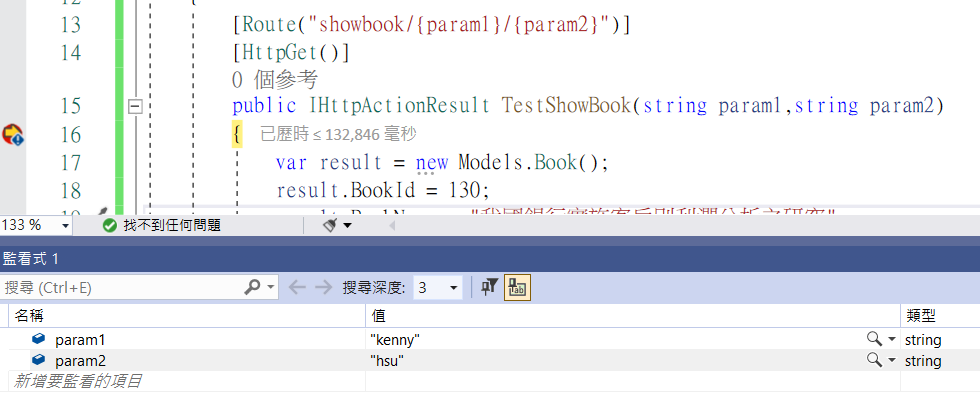 12 {
13 [Route("showbook/{param1}/{param2}")]
14 [HttpGet()]
0 個參考
15 public IHttpActionResult TestShowBook(string param1,string param2)
16 { 已歷時 ≤ 132,846 毫秒
17 var result = new Models.Book();
18 result.BookId = 130;
133 % 找不到任何問題
監看式 1
搜尋 (Ctrl+E) 搜尋深度: 3
名稱 值 類型
param1 "kenny" string
param2 "hsu" string
新增要監看的項目